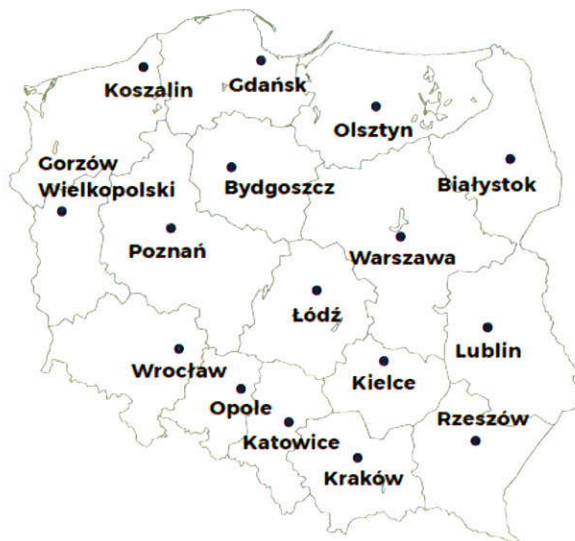 Koszalin
Gdańsk
Olsztyn
Gorzów
Wielkopolski
Bydgoszcz
Białystok
Poznań
Warszawa
Łódź
Lublin
Wrocław
Kielce
Opole
Rzeszów
Katowice
Kraków